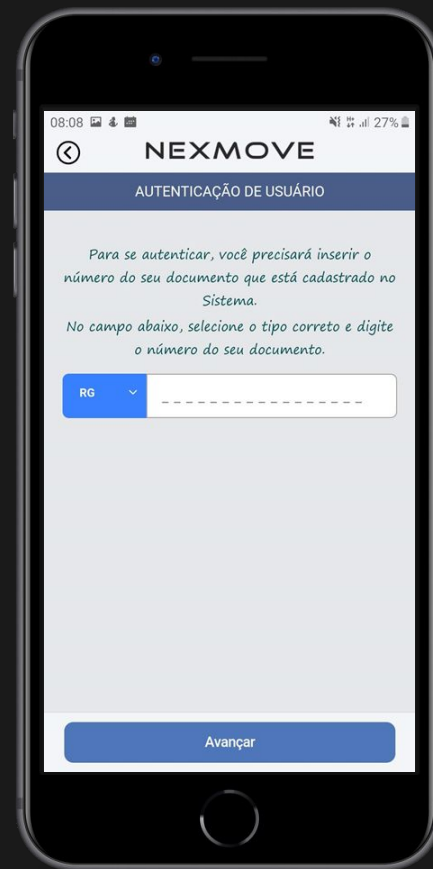 08:08 27%
NEXMOVE
AUTENTICAÇÃO DE USUÁRIO
Para se autenticar, você precisará inserir o
número do seu documento que está cadastrado no
Sistema.
No campo abaixo, selecione o tipo correto e digite
o número do seu documento.
RG _ _ _ _ _ _ _ _ _ _ _ _ _ _ _ _ _
Avançar